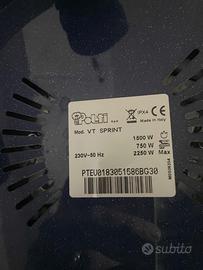 Polti S.p.A.
IPX4
Made in Italy
Mod. VT SPRINT
1500 W
750 W
230V~50 Hz
2250 W Max
PTEU0183051586BG30
subito